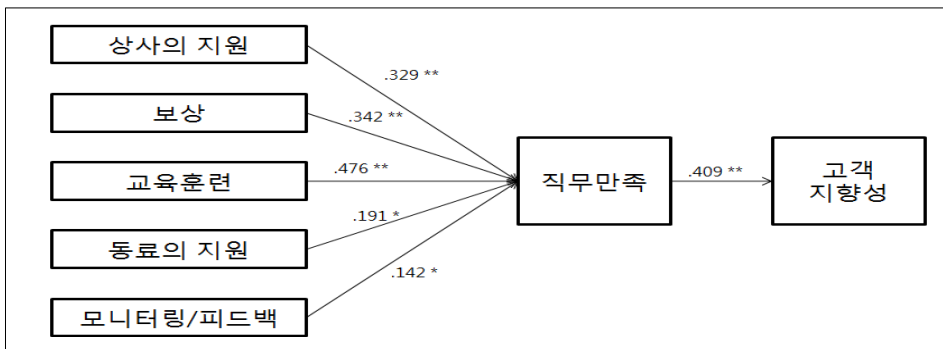 상사의 지원
.329 **
보상
.342 **
교육훈련
.476 **
직무만족
.409 **
고객
지향성
동료의 지원
.191 *
.142 *
모니터링/피드백